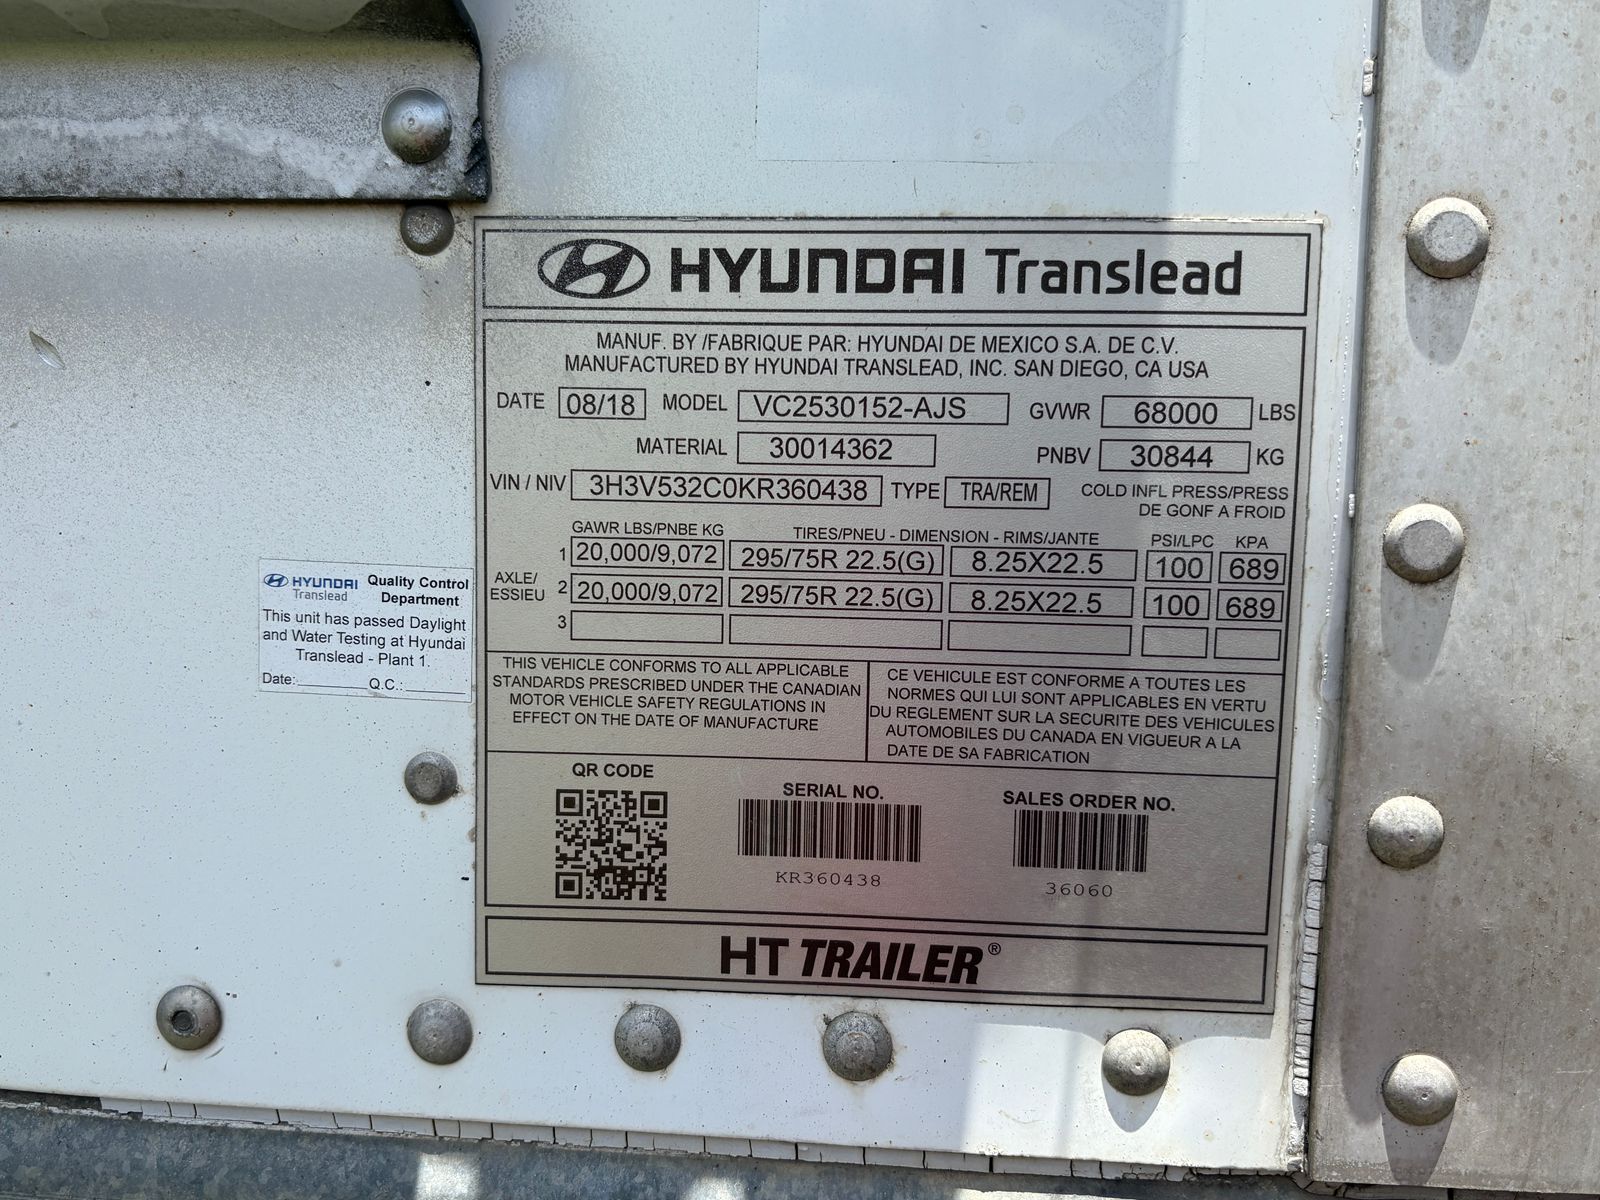 HYUNDAI Translead
MANUF. BY /FABRIQUE PAR: HYUNDAI DE MEXICO S.A. DE C.V.
MANUFACTURED BY HYUNDAI TRANSLEAD, INC. SAN DIEGO, CA USA
DATE 08/18 MODEL VC2530152-AJS GVWR 68000 LBS
MATERIAL 30014362 PNBV 30844 KG
VIN / NIV 3H3V532C0KR360438 TYPE TRA/REM COLD INFL PRESS/PRESS
DE GONF A FROID
GAWR LBS/PNBE KG TIRES/PNEU - DIMENSION - RIMS/JANTE PSI/LPC KPA
AXLE/
ESSIEU
1 20,000/9,072 295/75R 22.5(G) 8.25X22.5 100 689
2 20,000/9,072 295/75R 22.5(G) 8.25X22.5 100 689
3
THIS VEHICLE CONFORMS TO ALL APPLICABLE
STANDARDS PRESCRIBED UNDER THE CANADIAN
MOTOR VEHICLE SAFETY REGULATIONS IN
EFFECT ON THE DATE OF MANUFACTURE
CE VEHICULE EST CONFORME A TOUTES LES
NORMES QUI LUI SONT APPLICABLES EN VERTU
DU REGLEMENT SUR LA SECURITE DES VEHICULES
AUTOMOBILES DU CANADA EN VIGUEUR A LA
DATE DE SA FABRICATION
QR CODE
SERIAL NO.
KR360438
SALES ORDER NO.
36060
HT TRAILER®
HYUNDAI
Translead
Quality Control
Department
This unit has passed Daylight
and Water Testing at Hyundai
Translead - Plant 1.
Date:________ Q.C.:________